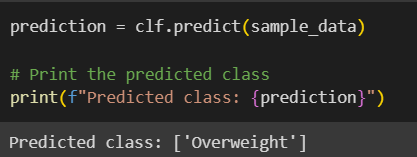 prediction = clf.predict(sample_data)
# Print the predicted class
print(f"Predicted class: {prediction}")
Predicted class: ['Overweight']